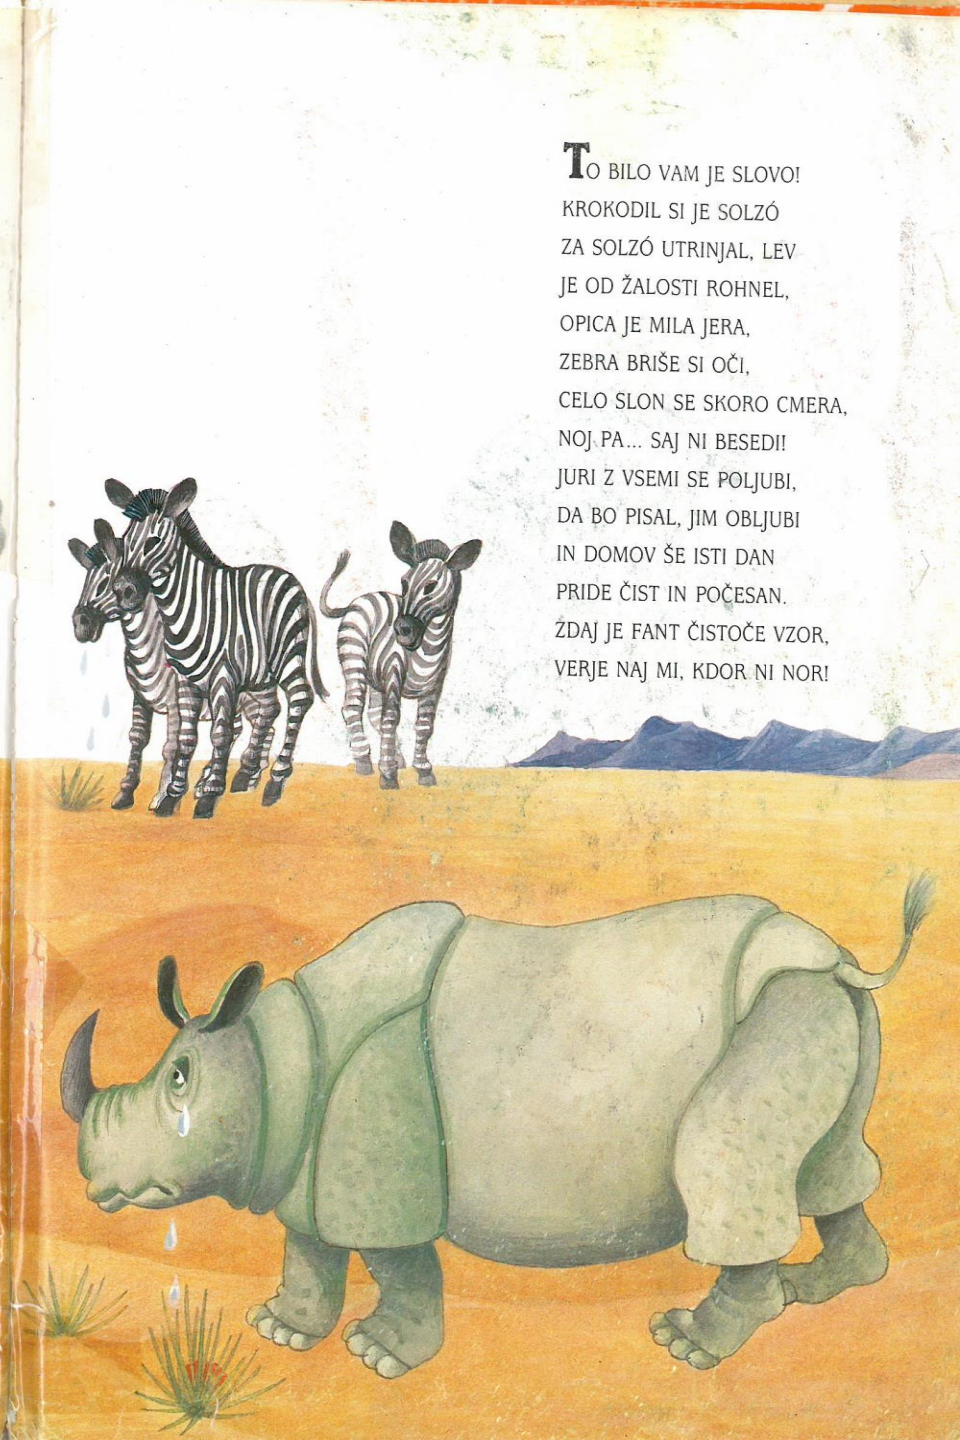 TO BILO VAM JE SLOVO!
KROKODIL SI JE SOLZÓ
ZA SOLZÓ UTRINJAL, LEV
JE OD ŽALOSTI ROHNEL,
OPICA JE MILA JERA,
ZEBRA BRIŠE SI OČI,
CELO SLON SE SKORO CMERA,
NOJ PA... SAJ NI BESEDI!
JURI Z VSEMI SE POLJUBI,
DA BO PISAL, JIM OBLJUBI
IN DOMOV ŠE ISTI DAN
PRIDE ČIST IN POČESAN.
ZDAJ JE FANT ČISTOČE VZOR,
VERJE NAJ MI, KDOR NI NOR!